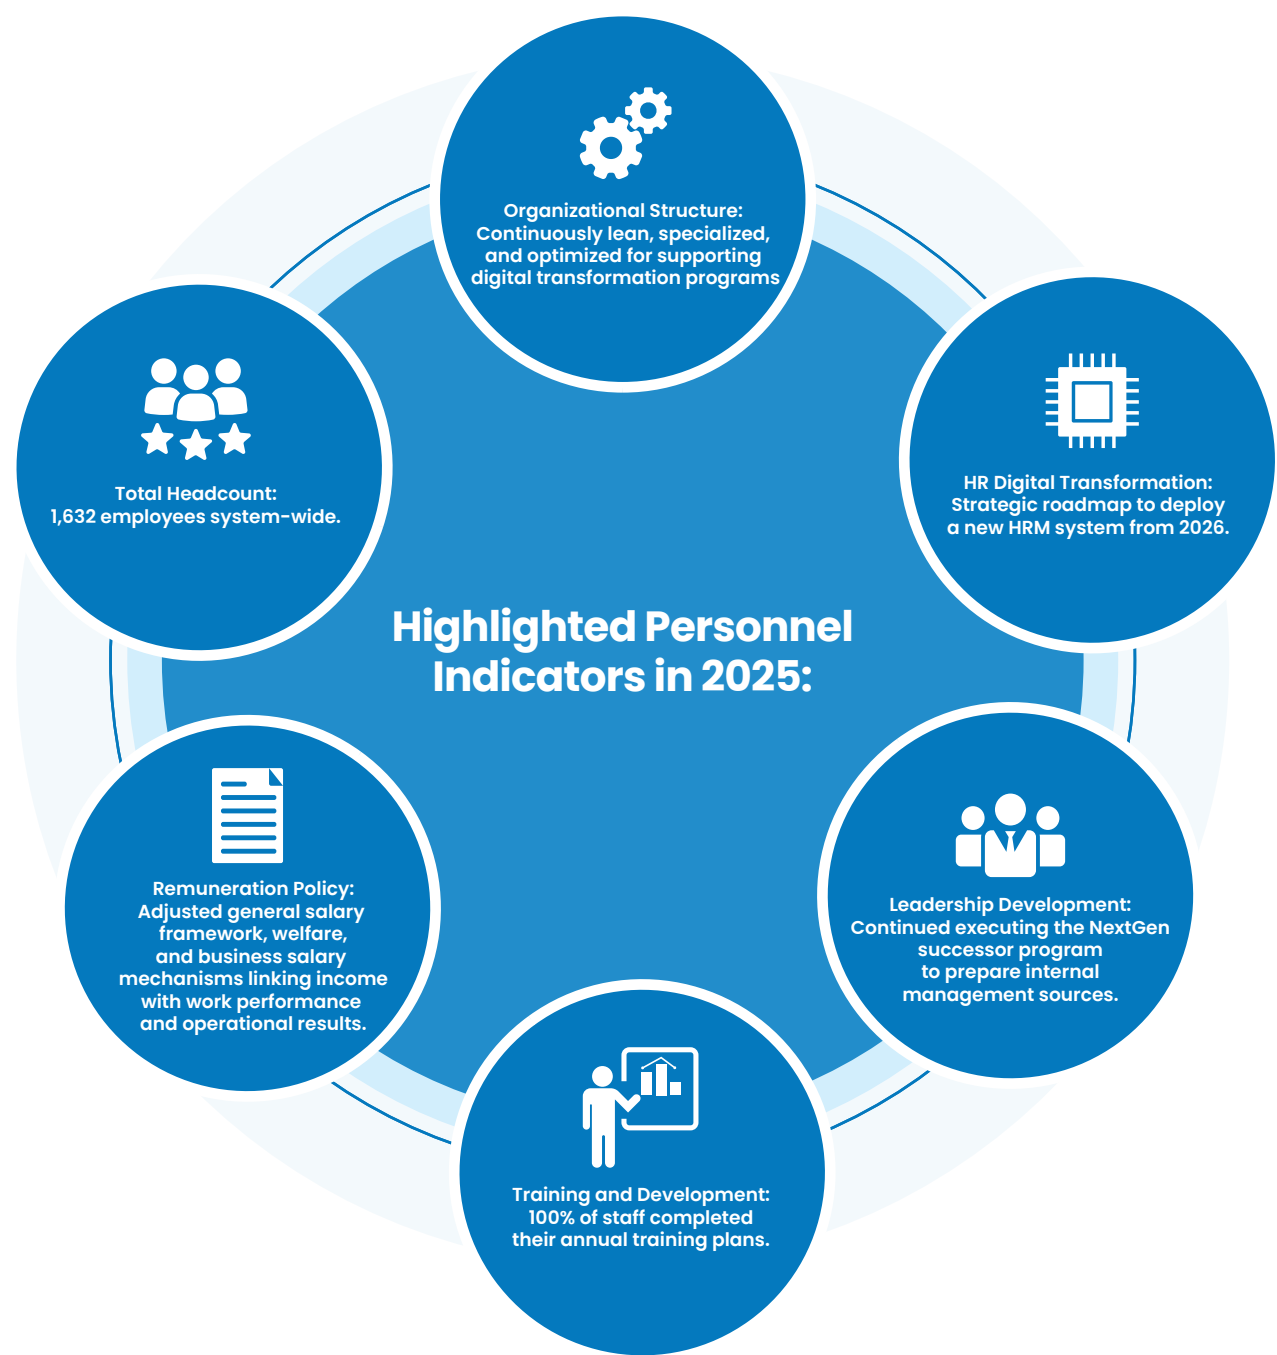 Organizational Structure:
Continuously lean, specialized,
and optimized for supporting
digital transformation programs
Total Headcount:
1,632 employees system-wide.
HR Digital Transformation:
Strategic roadmap to deploy
a new HRM system from 2026.
Highlighted Personnel
Indicators in 2025:
Remuneration Policy:
Adjusted general salary
framework, welfare,
and business salary
mechanisms linking income
with work performance
and operational results.
Leadership Development:
Continued executing the NextGen
successor program
to prepare internal
management sources.
Training and Development:
100% of staff completed
their annual training plans.